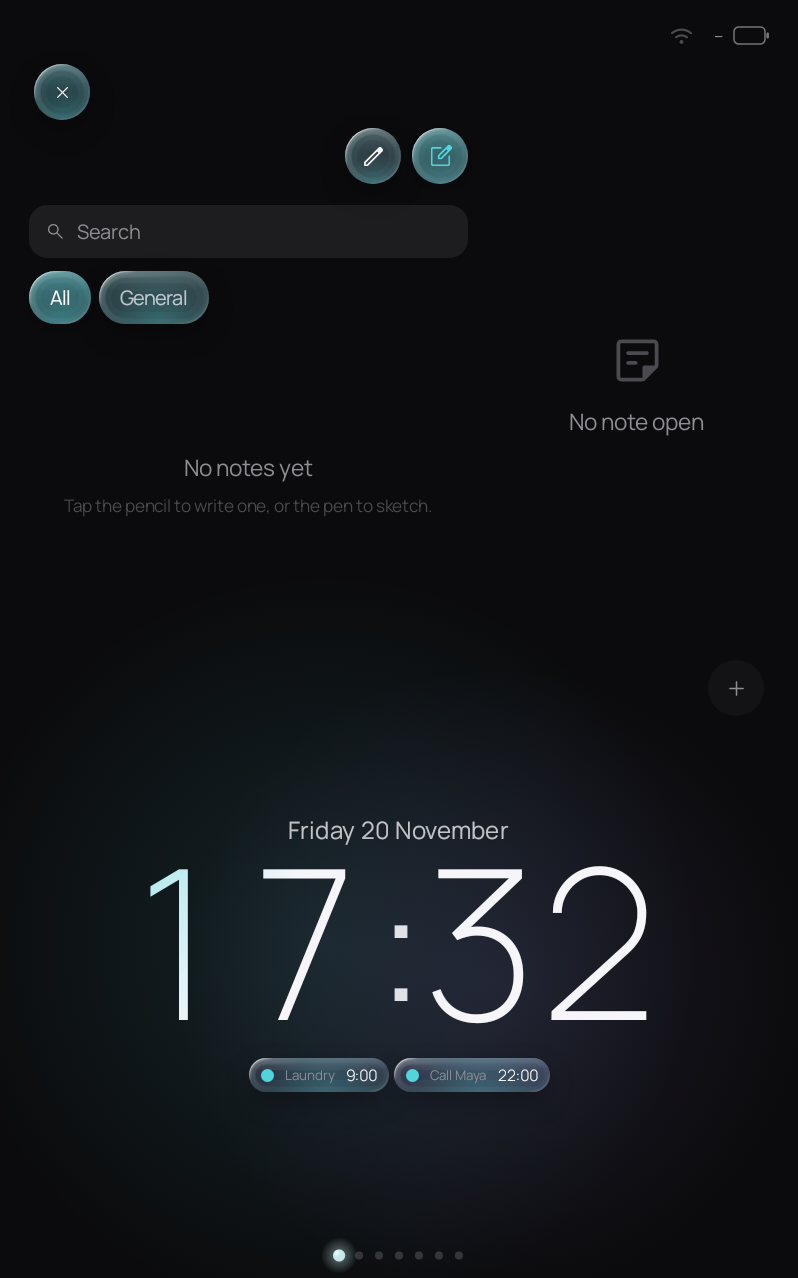 Search
All General
No note open
No notes yet
Tap the pencil to write one, or the pen to sketch.
Friday 20 November
17:32
Laundry 9:00 Call Maya 22:00